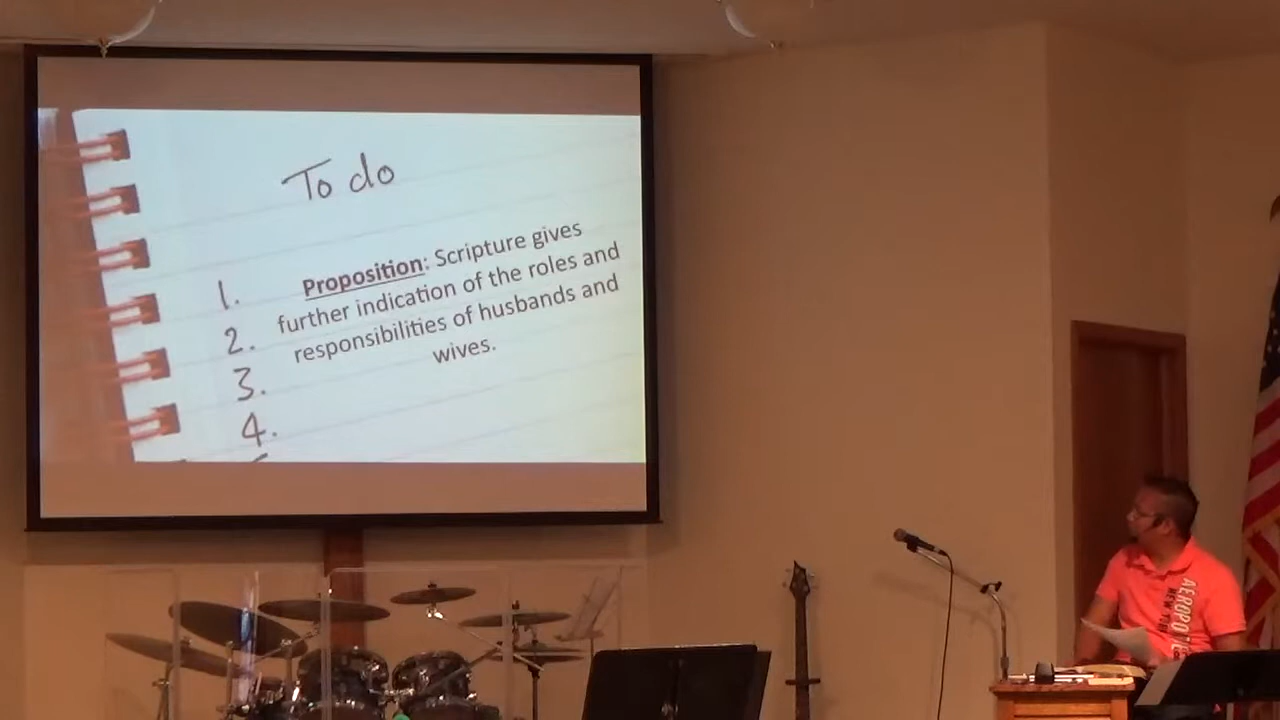 To do
1.
2.
3.
4.
Proposition: Scripture gives
further indication of the roles and
responsibilities of husbands and
wives.